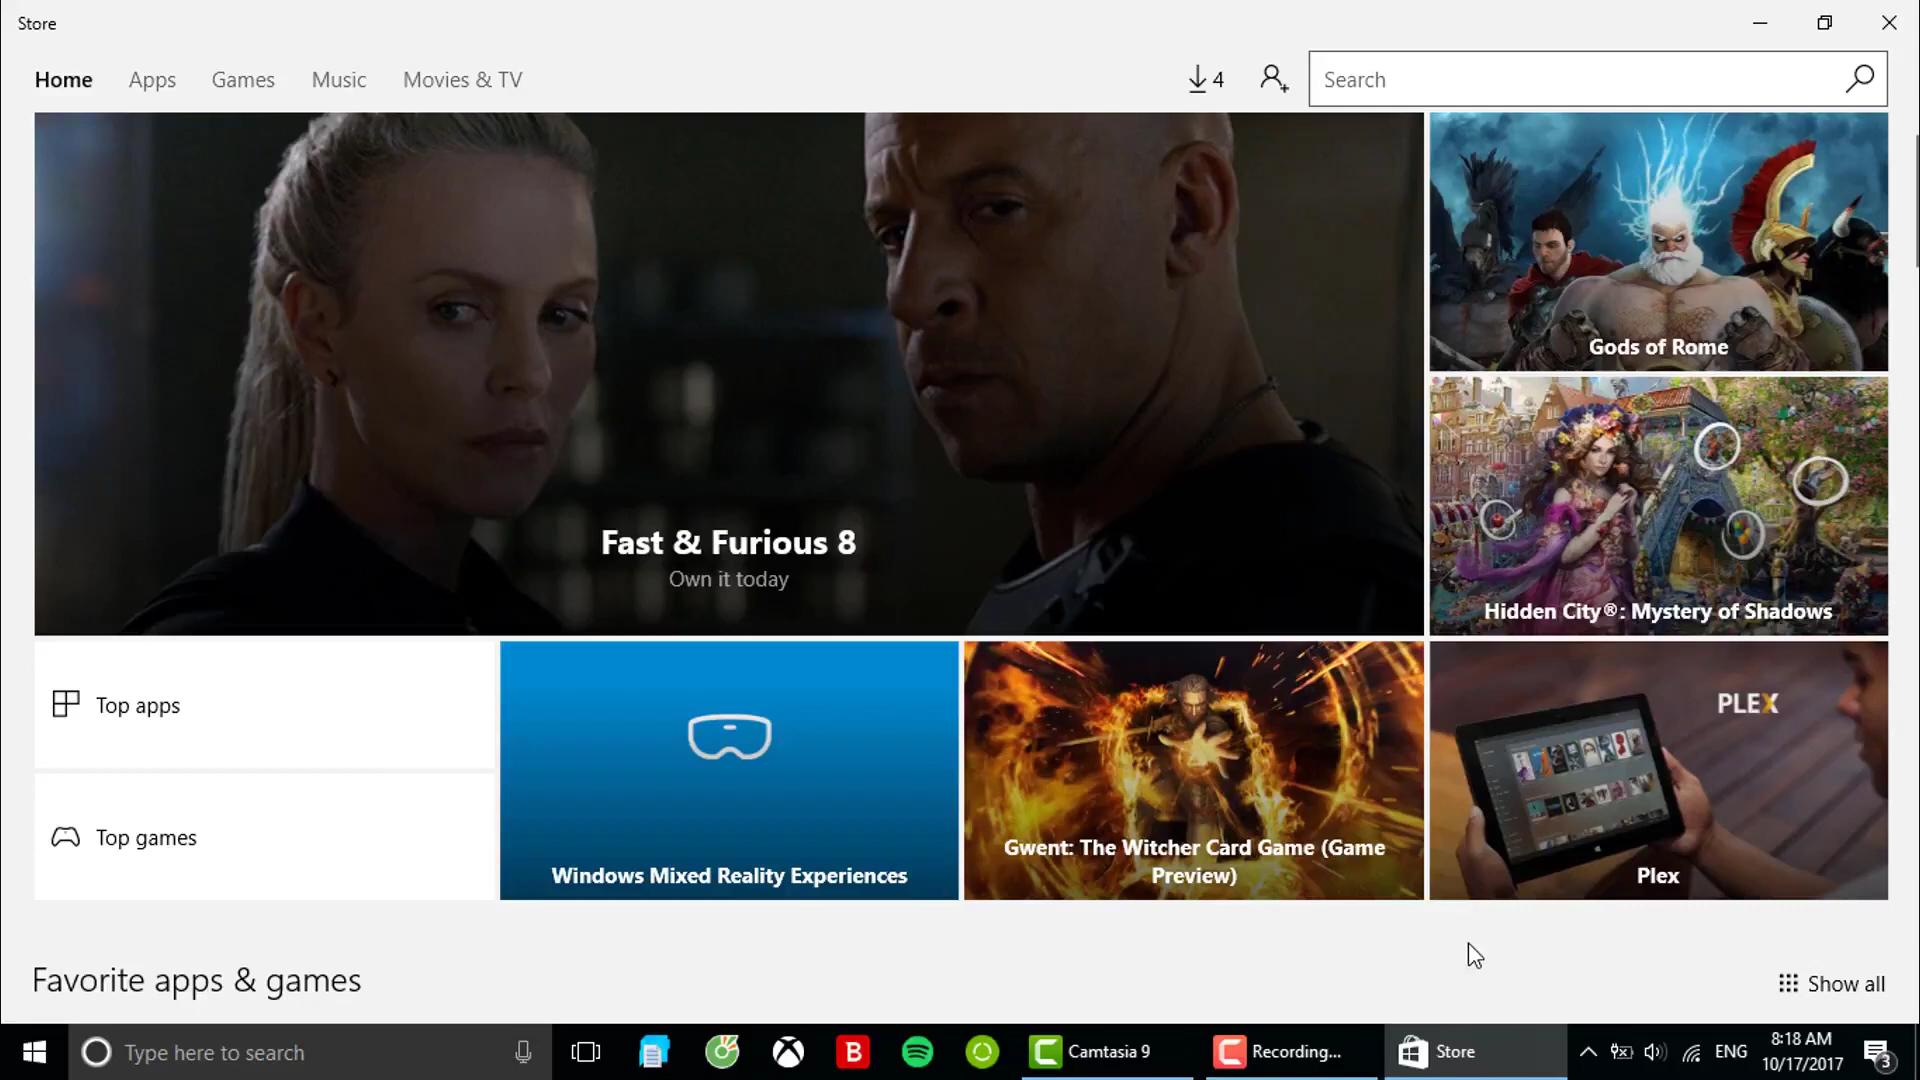 Store
Home Apps Games Music Movies & TV
4
Search
Fast & Furious 8
Own it today
Gods of Rome
Hidden City®: Mystery of Shadows
Top apps
Top games
Windows Mixed Reality Experiences
Gwent: The Witcher Card Game (Game
Preview)
PLEX
Plex
Favorite apps & games
Show all
Type here to search
B
Camtasia 9
Recording...
Store
ENG
8:18 AM
10/17/2017
3